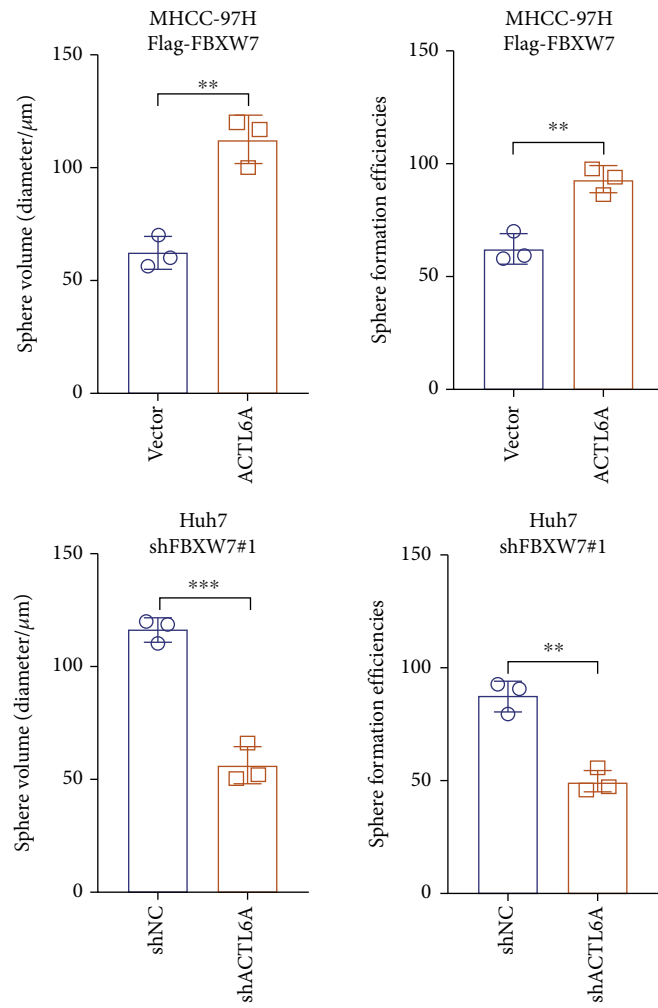 MHCC-97H
Flag-FBXW7
Sphere volume (diameter/μm)
150
100
50
0
**
Vector
ACTL6A
MHCC-97H
Flag-FBXW7
Sphere formation efficiencies
150
100
50
0
**
Vector
ACTL6A
Huh7
shFBXW7#1
Sphere volume (diameter/μm)
150
100
50
0
***
shNC
shACTL6A
Huh7
shFBXW7#1
Sphere formation efficiencies
150
100
50
0
**
shNC
shACTL6A